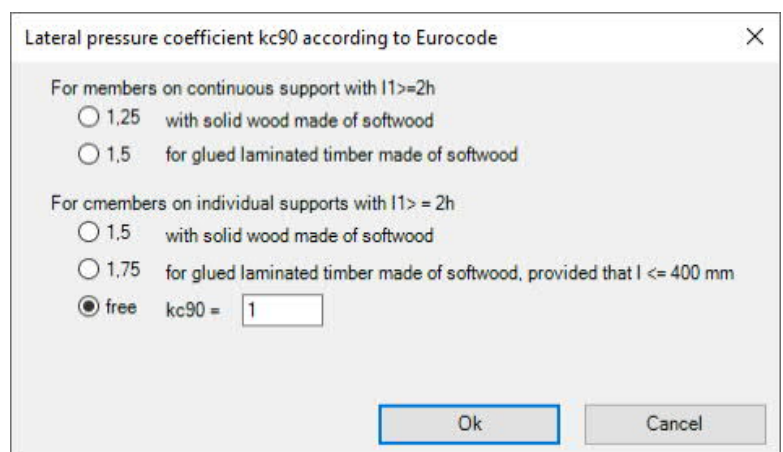 Lateral pressure coefficient kc90 according to Eurocode
For members on continuous support with l1>=2h
1,25 with solid wood made of softwood
1,5 for glued laminated timber made of softwood
For cmembers on individual supports with l1> = 2h
1,5 with solid wood made of softwood
1,75 for glued laminated timber made of softwood, provided that l <= 400 mm
free kc90 = 1
Ok Cancel